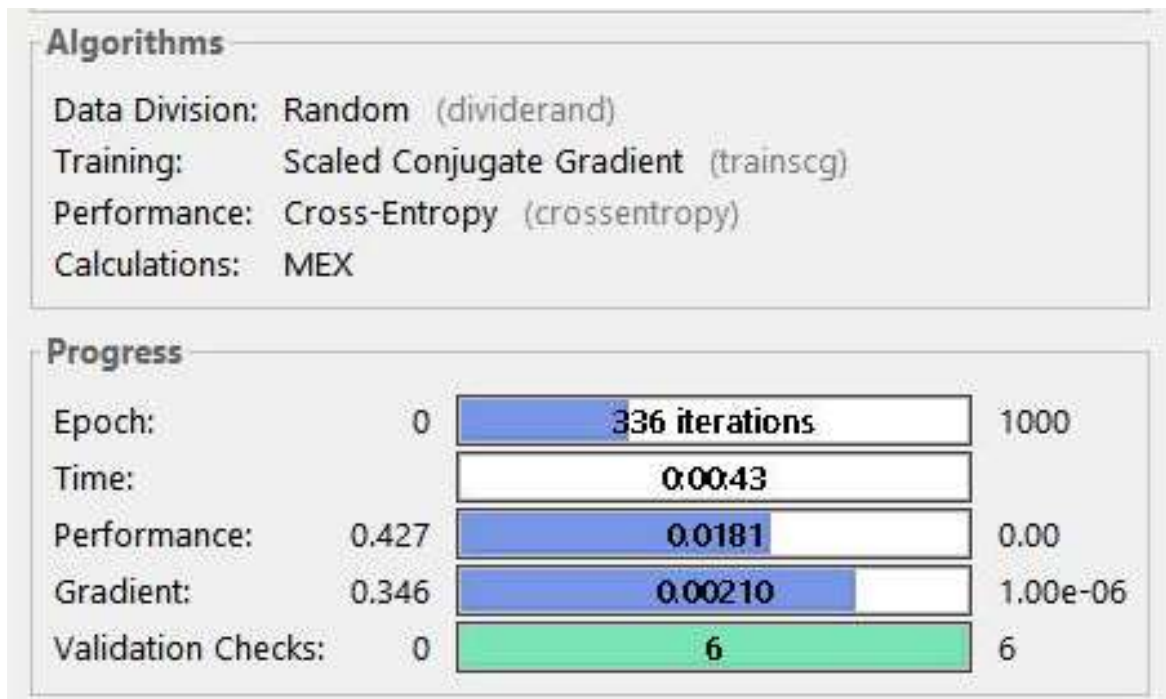 Algorithms
Data Division: Random (dividerand)
Training: Scaled Conjugate Gradient (trainscg)
Performance: Cross-Entropy (crossentropy)
Calculations: MEX
Progress
Epoch: 0 336 iterations 1000
Time: 0:00:43
Performance: 0.427 0.0181 0.00
Gradient: 0.346 0.00210 1.00e-06
Validation Checks: 0 6 6